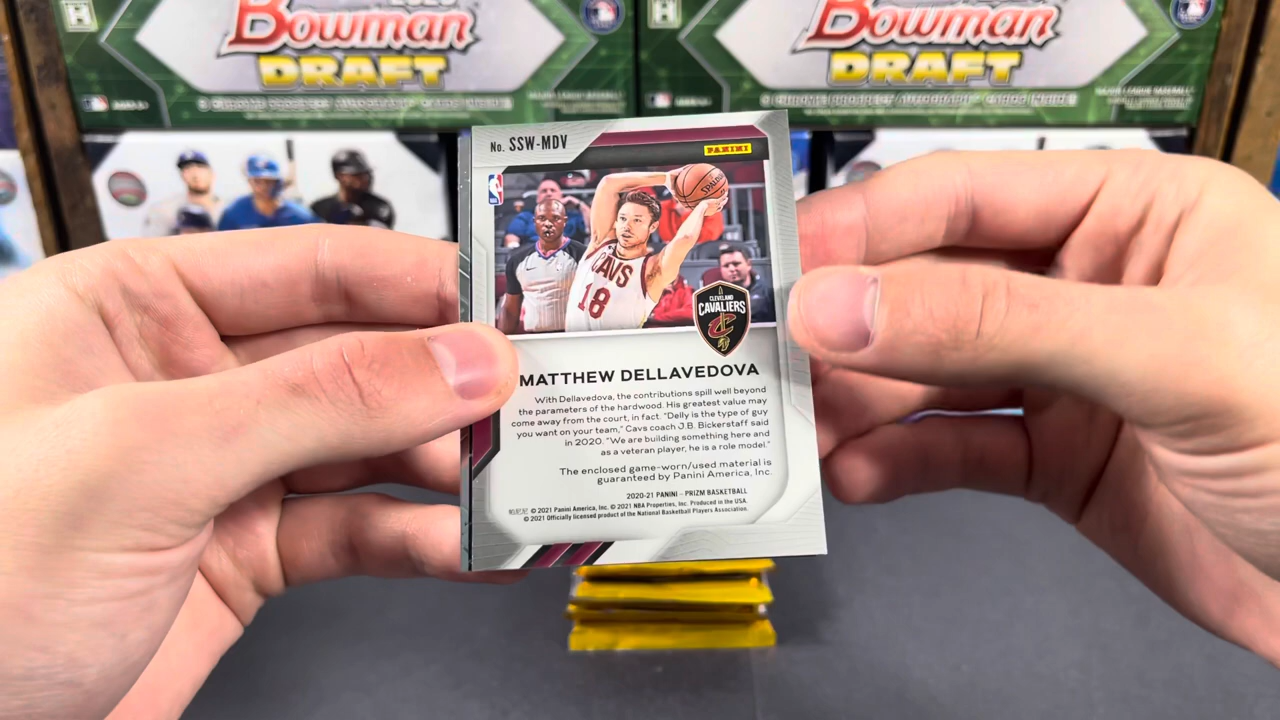 Bowman
DRAFT
Bowman
DRAFT
No. SSW-MDV
PANINI
SPALDING
CAVS
18
CLEVELAND
CAVALIERS
MATTHEW DELLAVEDOVA
With Dellavedova, the contributions spill well beyond
the parameters of the hardwood. His greatest value may
come away from the court, in fact. "Delly is the type of guy
you want on your team," Cavs coach J.B. Bickerstaff said
in 2020. "We are building something here and
as a veteran player, he is a role model."
The enclosed game-worn/used material is
guaranteed by Panini America, Inc.
2020-21 PANINI – PRIZM BASKETBALL
© 2021 Panini America, Inc. © 2021 NBA Properties, Inc. Produced in the USA.
© 2021 Officially licensed product of the National Basketball Players Association.